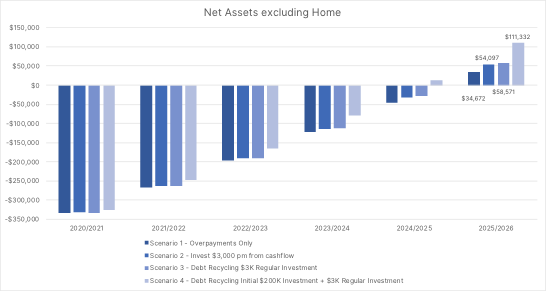 Net Assets excluding Home
$150,000
$100,000
$50,000
$0
-$50,000
-$100,000
-$150,000
-$200,000
-$250,000
-$300,000
-$350,000
$111,332
$54,097
$58,571
$34,672
2020/2021 2021/2022 2022/2023 2023/2024 2024/2025 2025/2026
Scenario 1 - Overpayments Only
Scenario 2 - Invest $3,000 pm from cashflow
Scenario 3 - Debt Recycling $3K Regular Investment
Scenario 4 - Debt Recycling Initial $200K Investment + $3K Regular Investment